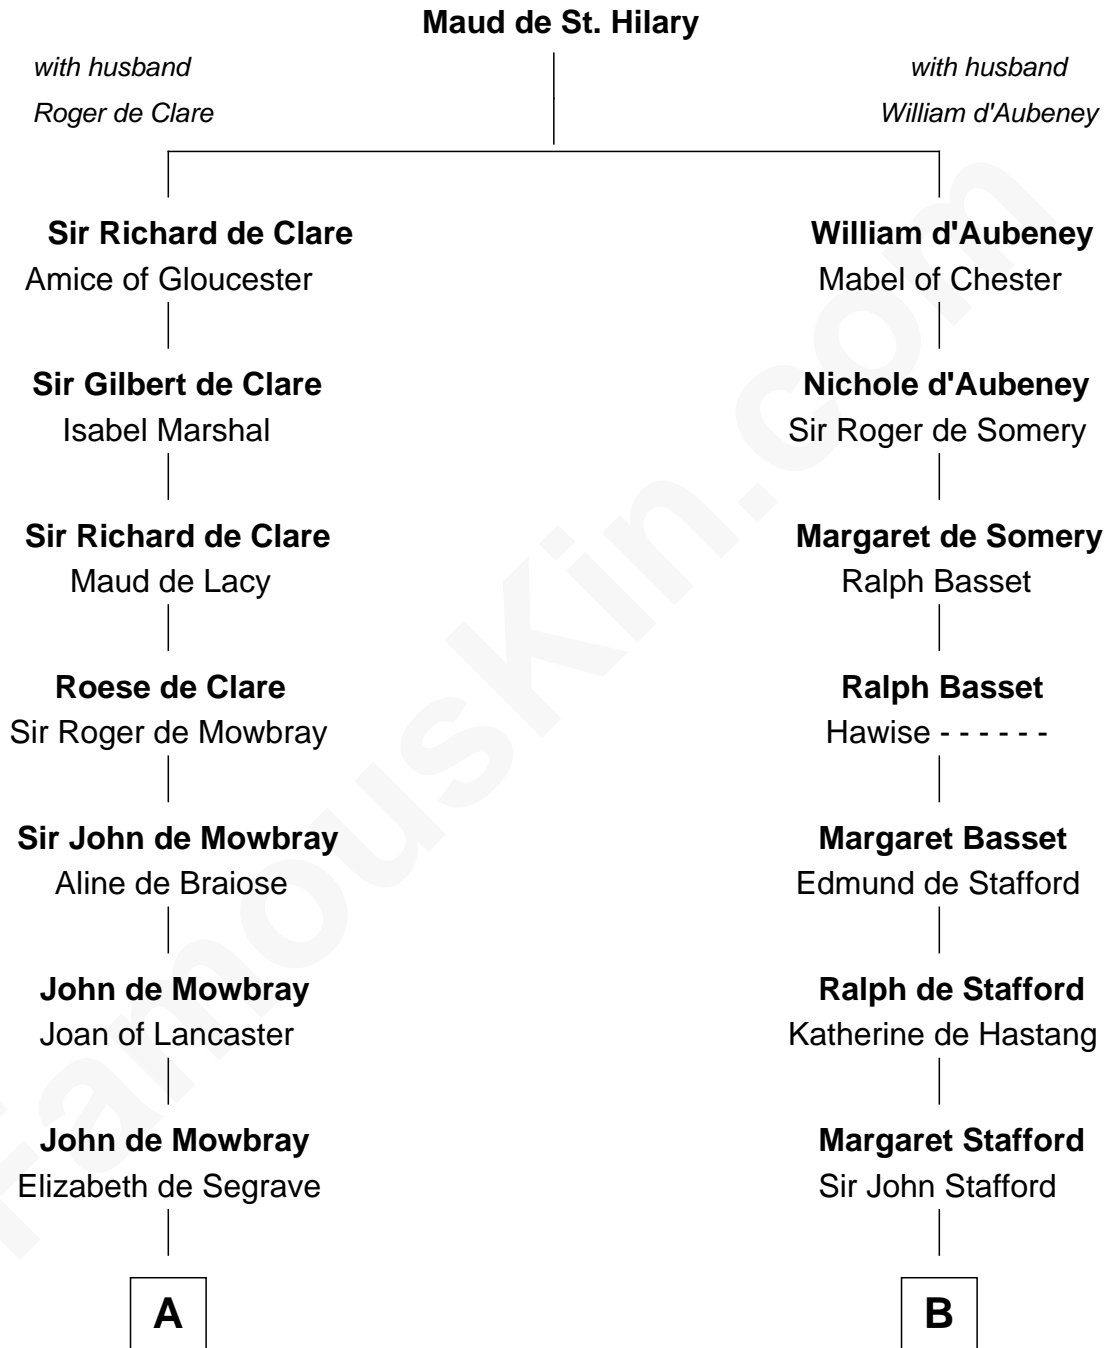 Maud de St. Hilary
with husband
Roger de Clare
with husband
William d'Aubeney
Sir Richard de Clare
Amice of Gloucester
William d'Aubeney
Mabel of Chester
Sir Gilbert de Clare
Isabel Marshal
Nichole d'Aubeney
Sir Roger de Somery
Sir Richard de Clare
Maud de Lacy
Margaret de Somery
Ralph Basset
Roese de Clare
Sir Roger de Mowbray
Ralph Basset
Hawise - - - - - -
Sir John de Mowbray
Aline de Braiose
Margaret Basset
Edmund de Stafford
John de Mowbray
Joan of Lancaster
Ralph de Stafford
Katherine de Hastang
John de Mowbray
Elizabeth de Segrave
Margaret Stafford
Sir John Stafford
A
B
FamousKin.com